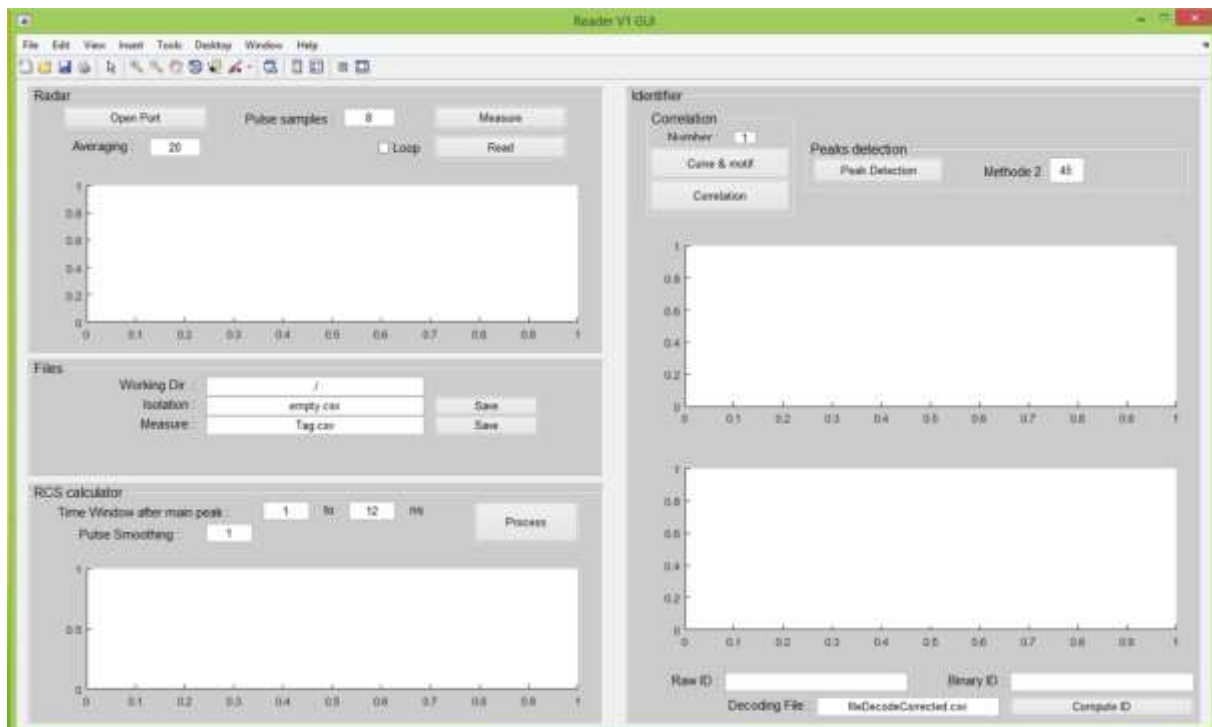 Reader V1 GUI
File Edit View Insert Tools Desktop Window Help
Radar
Open Port Pulse samples 8 Measure
Averaging 20 Loop Read
1
0.8
0.6
0.4
0.2
0
0 0.1 0.2 0.3 0.4 0.5 0.6 0.7 0.8 0.9 1
Files
Working Dir : /
Isolation : empty.csv Save
Measure : Tag.csv Save
RCS calculator
Time Window after main peak : 1 to 12 ns
Pulse Smoothing : 1 Process
1
0.5
0
0 0.1 0.2 0.3 0.4 0.5 0.6 0.7 0.8 0.9 1
Identifier
Correlation
Number 1
Curve & motif
Correlation
Peaks detection
Peak Detection Methode 2 45
1
0.8
0.6
0.4
0.2
0
0 0.1 0.2 0.3 0.4 0.5 0.6 0.7 0.8 0.9 1
1
0.8
0.6
0.4
0.2
0
0 0.1 0.2 0.3 0.4 0.5 0.6 0.7 0.8 0.9 1
Raw ID Binary ID
Decoding File : fileDecodeCorrected.csv Compute ID